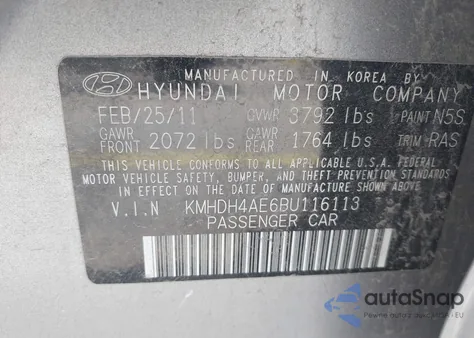 MANUFACTURED IN KOREA BY
HYUNDAI MOTOR COMPANY
FEB/25/11 GVWR 3792 lbs PAINT N5S
GAWR FRONT 2072 lbs GAWR REAR 1764 lbs TRIM RAS
THIS VEHICLE CONFORMS TO ALL APPLICABLE U.S.A. FEDERAL
MOTOR VEHICLE SAFETY, BUMPER, AND THEFT PREVENTION
STANDARDS IN EFFECT ON THE DATE OF MANUFACTURE SHOWN ABOVE.
V.I.N KMHDH4AE6BU116113
PASSENGER CAR
autoSnap